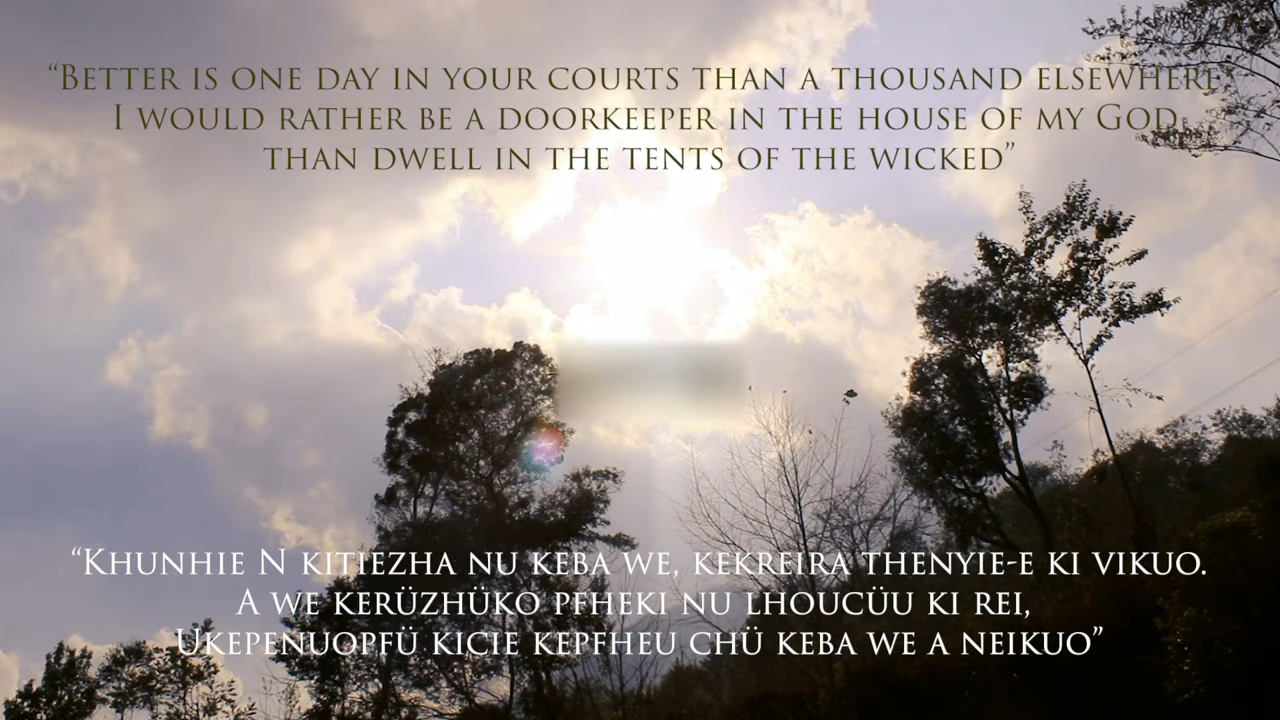 “Better is one day in your courts than a thousand elsewhere;
I would rather be a doorkeeper in the house of my God
than dwell in the tents of the wicked”
“Khunhie N kitiezha nu keba we, kekreira thenyie-e ki vikuo.
A we kerüzhüko pfheki nu lhoucüu ki rei,
Ukepenuopfü kicie kepfheu chü keba we a neikuo”